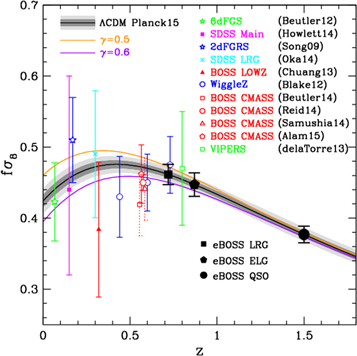 ΛCDM Planck15
γ=0.5
γ=0.6
6dFGS (Beutler12)
SDSS Main (Howlett14)
2dFGRS (Song09)
SDSS LRG (Oka14)
BOSS LOWZ (Chuang13)
WiggleZ (Blake12)
BOSS CMASS (Beutler14)
BOSS CMASS (Reid14)
BOSS CMASS (Samushia14)
BOSS CMASS (Alam15)
VIPERS (delaTorre13)
0.7
0.6
0.5
0.4
0.3
0.2
fσ8
eBOSS LRG
eBOSS ELG
eBOSS QSO
0 0.5 1 1.5
z